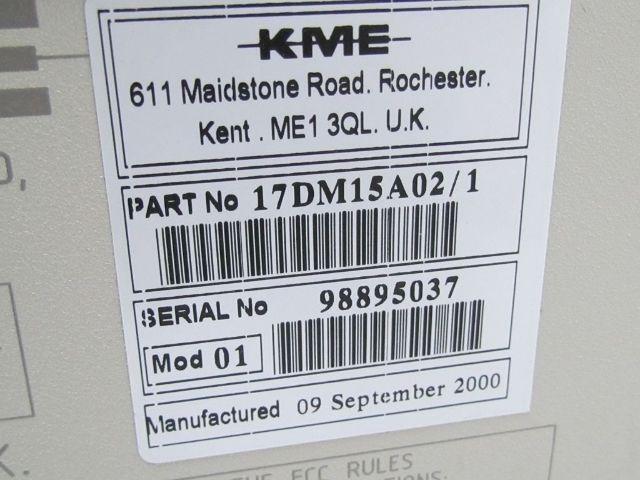 KME
611 Maidstone Road. Rochester.
Kent . ME1 3QL. U.K.
PART No 17DM15A02/1
SERIAL No 98895037
Mod 01
Manufactured 09 September 2000
THE FCC RULES